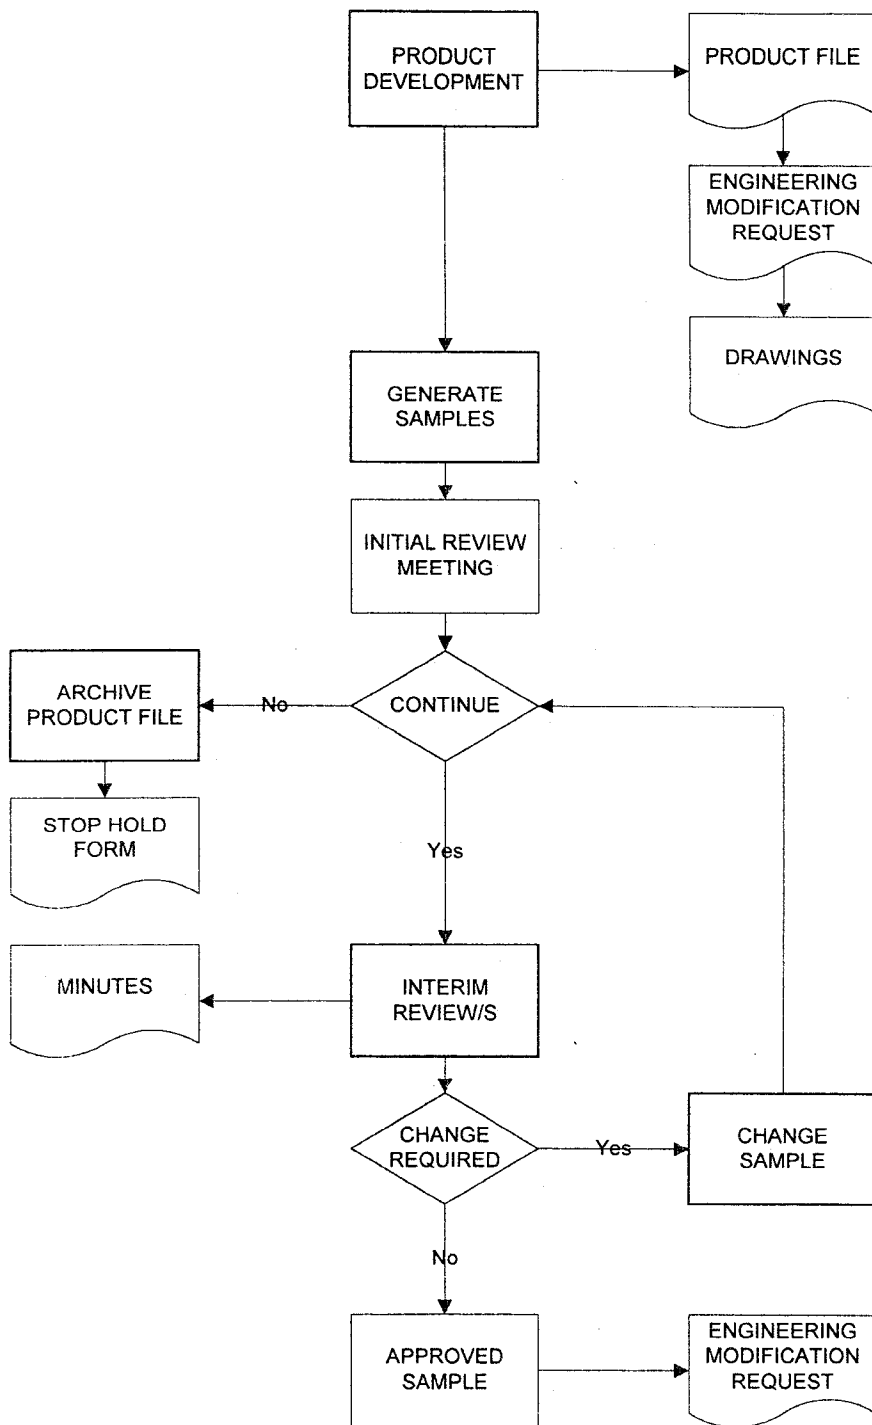 PRODUCT
DEVELOPMENT
PRODUCT FILE
ENGINEERING
MODIFICATION
REQUEST
DRAWINGS
GENERATE
SAMPLES
INITIAL REVIEW
MEETING
ARCHIVE
PRODUCT FILE
No
CONTINUE
STOP HOLD
FORM
Yes
MINUTES
INTERIM
REVIEW/S
CHANGE
REQUIRED
Yes
CHANGE
SAMPLE
No
APPROVED
SAMPLE
ENGINEERING
MODIFICATION
REQUEST